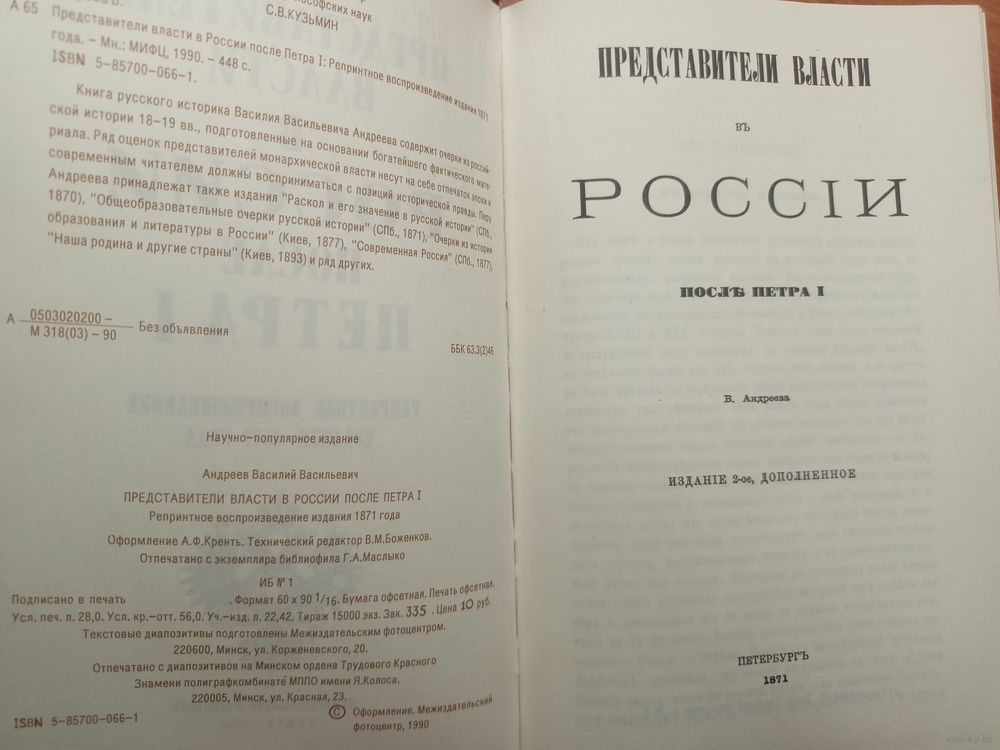 софских наук
С.В.КУЗЬМИН
А 65
Представители власти в России после Петра I: Репринтное воспроизведение издания 1871
года. – Мн.: МИФЦ, 1990. – 448 с.
ISBN 5-85700-066-1.
Книга русского историка Василия Васильевича Андреева содержит очерки из россий-
ской истории 18-19 вв., подготовленные на основании богатейшего фактического мате-
риала. Ряд оценок представителей монархической власти несут на себе отпечаток эпохи и
современным читателем должны восприниматься с позиций исторической правды. Перу
Андреева принадлежат также издания "Раскол и его значение в русской истории" (СПб.,
1870), "Общеобразовательные очерки русской истории" (СПб., 1871), "Очерки из истории
образования и литературы в России" (Киев, 1877), "Современная Россия" (СПб., 1877),
"Наша родина и другие страны" (Киев, 1893) и ряд других.
А 0503020200 – Без объявления
М 318(03) – 90
ББК 63.3(2)46
Научно-популярное издание
Андреев Василий Васильевич
ПРЕДСТАВИТЕЛИ ВЛАСТИ В РОССИИ ПОСЛЕ ПЕТРА I
Репринтное воспроизведение издания 1871 года
Оформление А.Ф.Кренть. Технический редактор В.М.Боженков.
Отпечатано с экземпляра библиофила Г.А.Маслыко
ИБ № 1
Подписано в печать . Формат 60 x 90 1/16. Бумага офсетная. Печать офсетная.
Усл. печ. л. 28,0. Усл. кр.-отт. 56,0. Уч.-изд. л. 22,42. Тираж 15000 экз. Зак. 335 . Цена 10 руб.
Текстовые диапозитивы подготовлены Межиздательским фотоцентром.
220600, Минск, ул. Корженевского, 20.
Отпечатано с диапозитивов на Минском ордена Трудового Красного
Знамени полиграфкомбинате МППО имени Я.Коласа.
220005, Минск, ул. Красная, 23.
ISBN 5-85700-066-1
© Оформление. Межиздательский
фотоцентр, 1990
ПРЕДСТАВИТЕЛИ ВЛАСТИ
ВЪ
РОССІИ
ПОСЛѢ ПЕТРА I
В. Андреева
ИЗДАНІЕ 2-ое, ДОПОЛНЕННОЕ
ПЕТЕРБУРГЪ
1871
www.ay.by